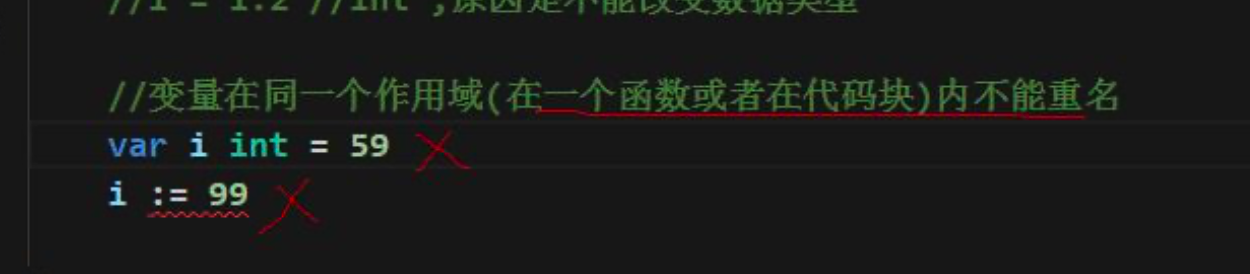 //i = 1.2 //int ,原因是不能改变数据类型
//变量在同一个作用域(在一个函数或者在代码块)内不能重名
var i int = 59
i := 99